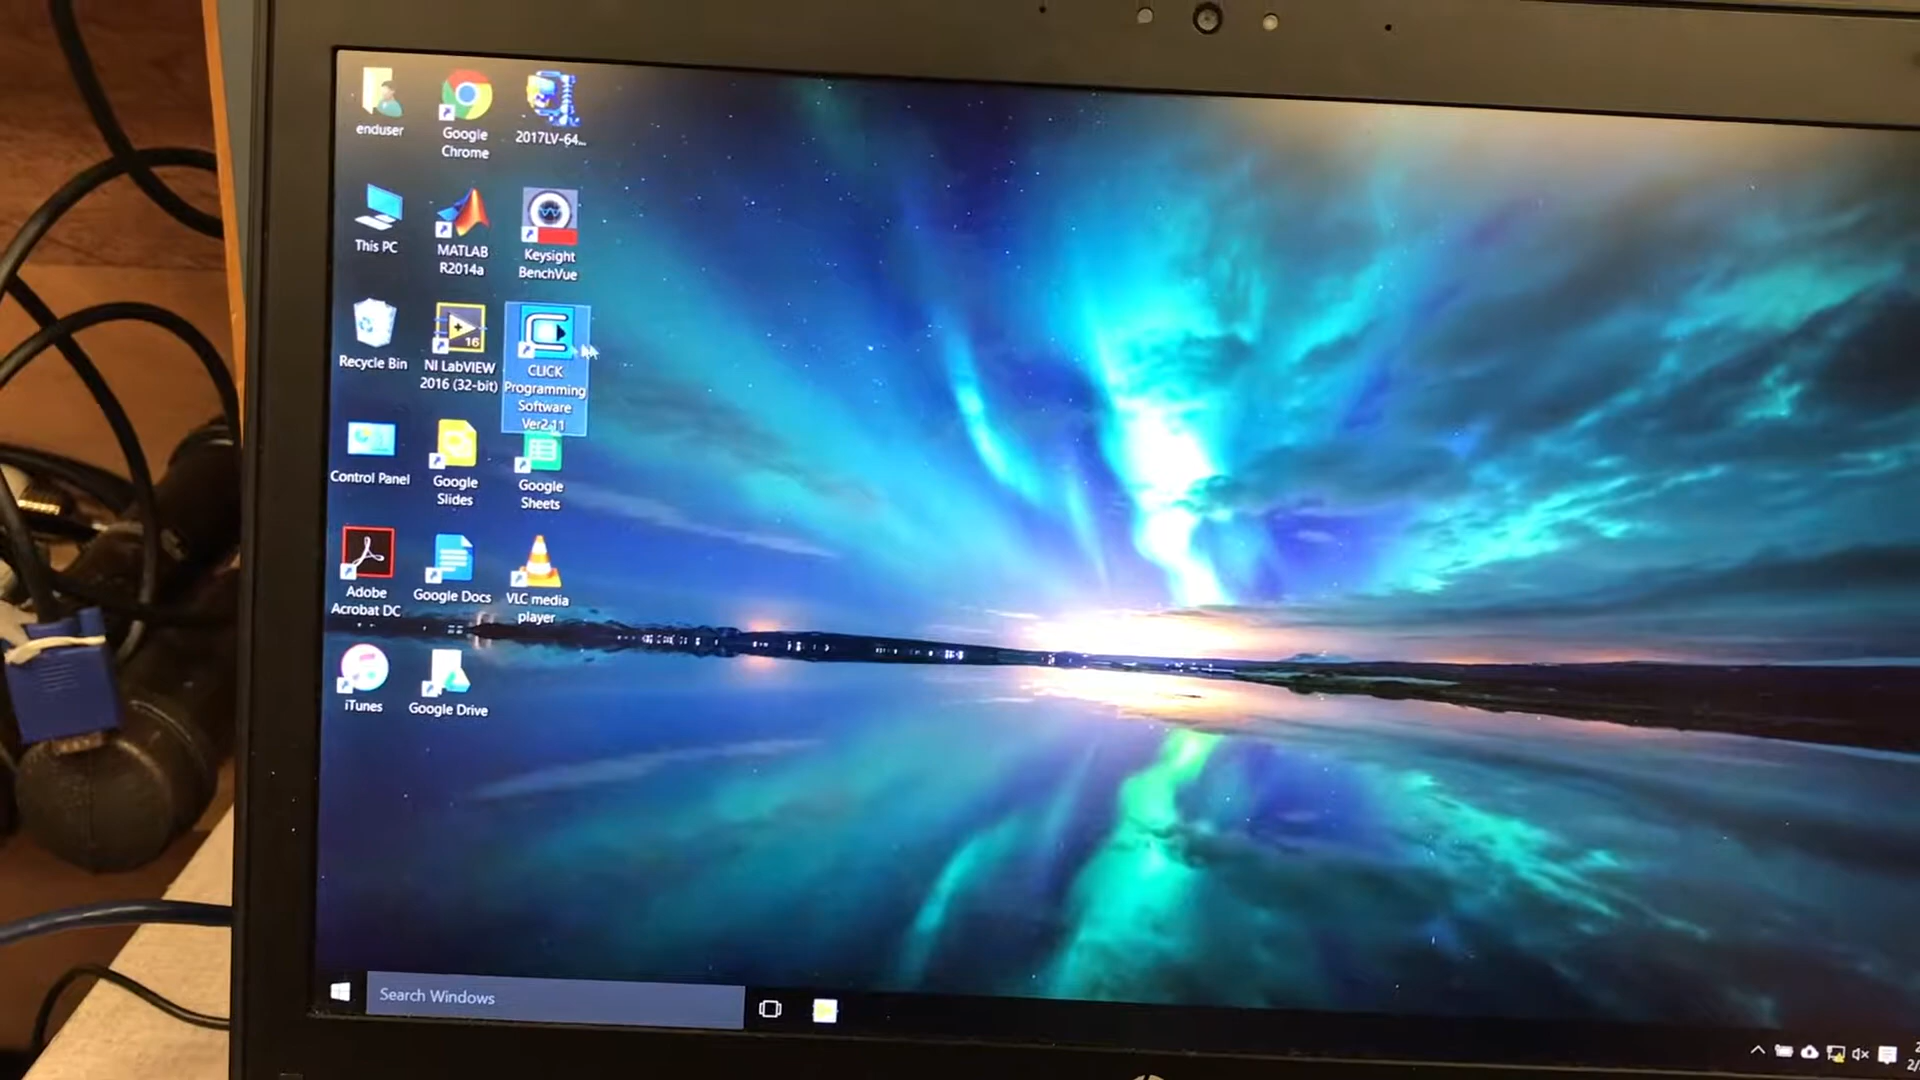 enduser
Google
Chrome
2017LV-64...
This PC
MATLAB
R2014a
Keysight
BenchVue
Recycle Bin
16
NI LabVIEW
2016 (32-bit)
CLICK
Programming
Software
Ver2.11
Control Panel
Google
Slides
Google
Sheets
Adobe
Acrobat DC
Google Docs
VLC media
player
iTunes
Google Drive
Search Windows